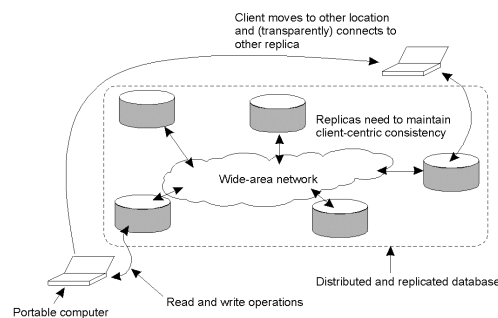 Client moves to other location
and (transparently) connects to
other replica
Replicas need to maintain
client-centric consistency
Wide-area network
Distributed and replicated database
Read and write operations
Portable computer